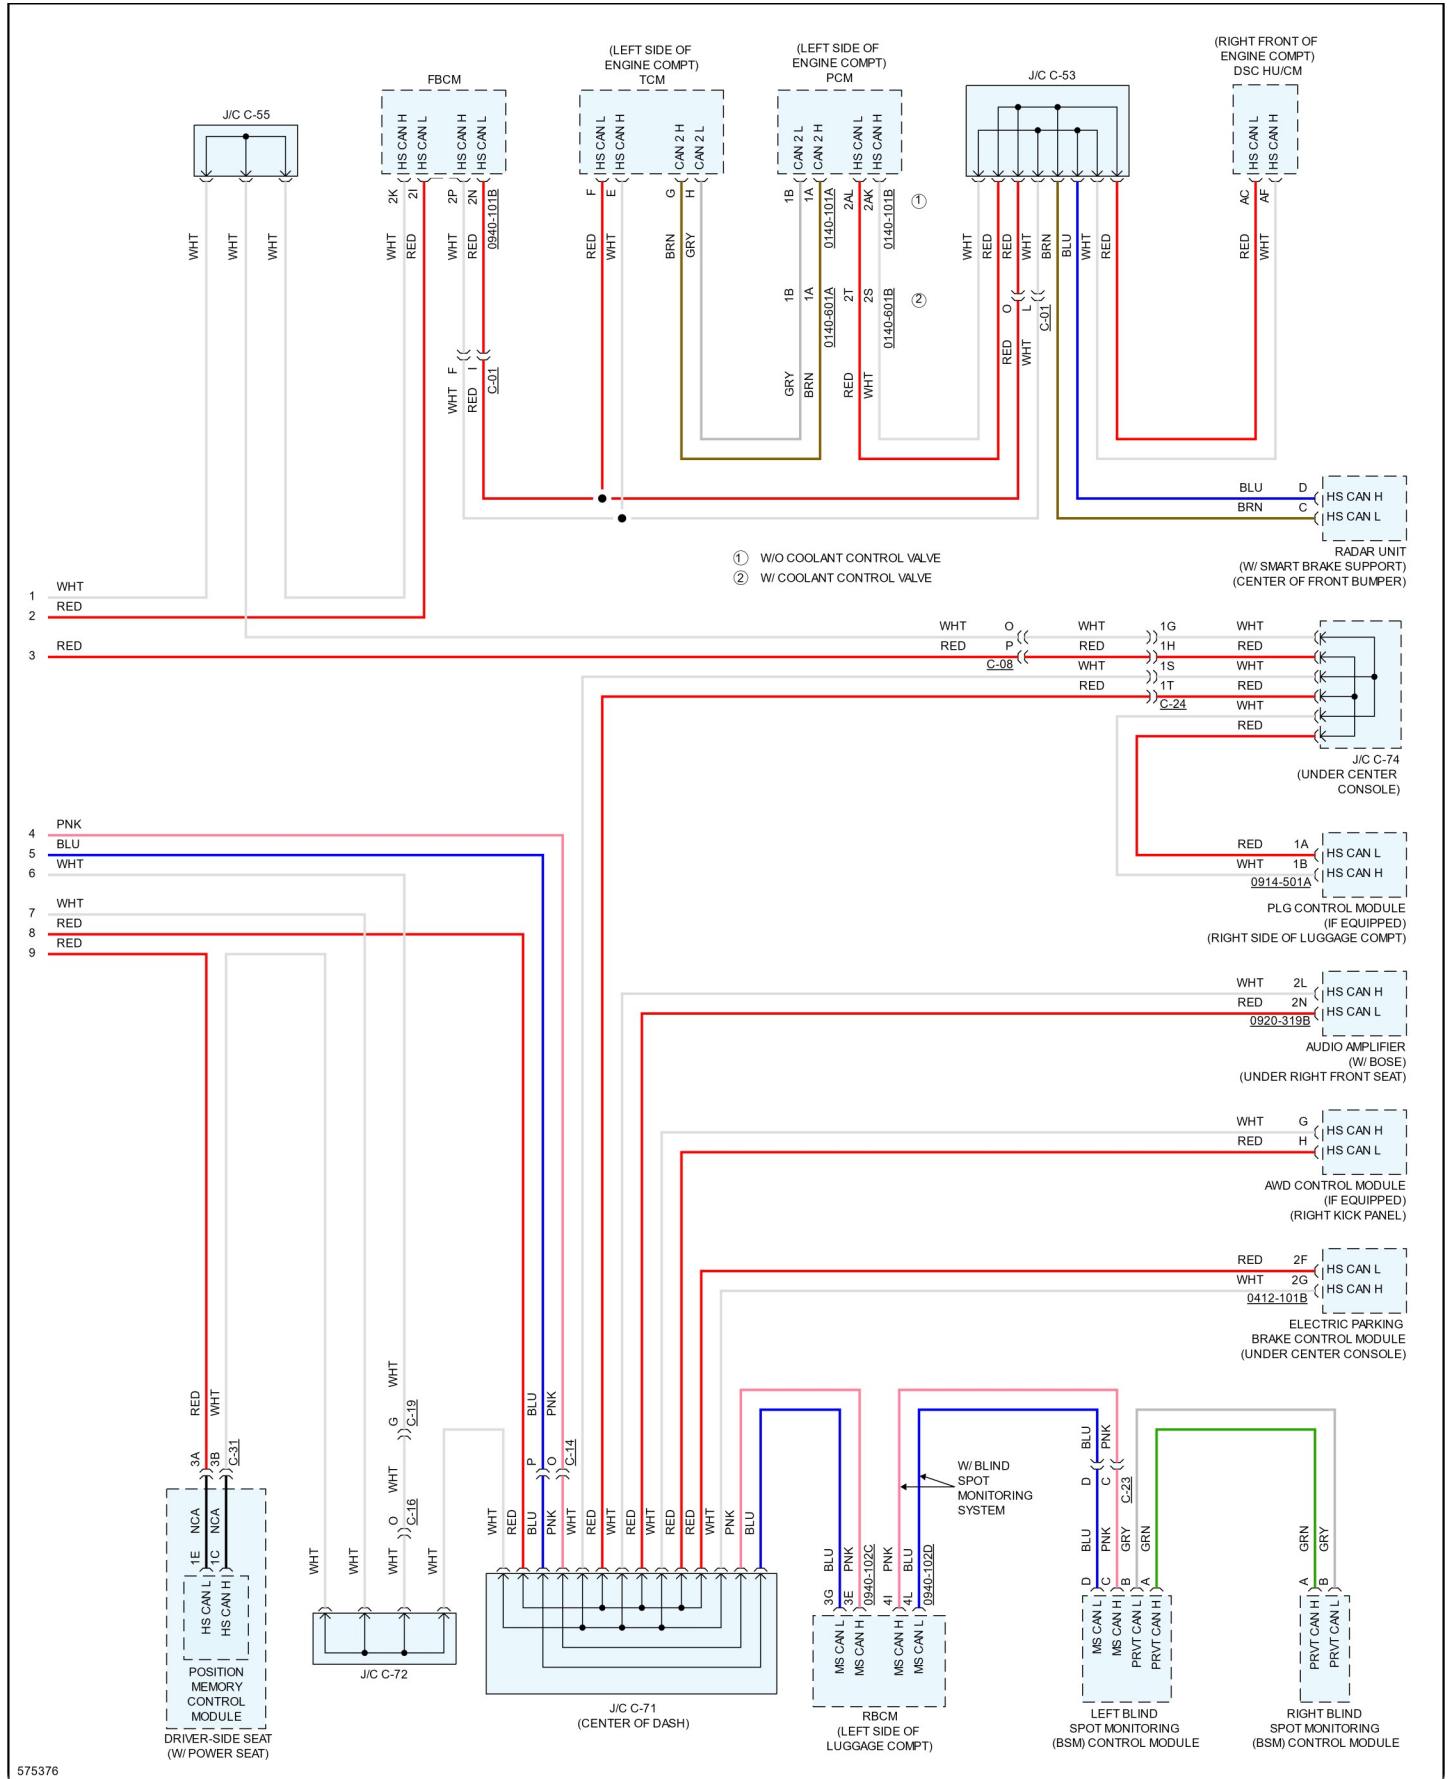 (LEFT SIDE OF
ENGINE COMPT)
TCM
(LEFT SIDE OF
ENGINE COMPT)
PCM
(RIGHT FRONT OF
ENGINE COMPT)
DSC HU/CM
J/C C-55
FBCM
J/C C-53
HS CAN H
HS CAN L
HS CAN H
HS CAN L
HS CAN L
HS CAN H
CAN 2 H
CAN 2 L
CAN 2 L
CAN 2 H
HS CAN L
HS CAN H
HS CAN L
HS CAN H
2K
2I
2P
2N
0940-101B
F
E
G
H
1B
1A
0140-101A
2AL
2AK
0140-101B
1
AC
AF
WHT
WHT
WHT
WHT
RED
WHT
RED
RED
WHT
BRN
GRY
WHT
RED
RED
WHT
BRN
BLU
WHT
RED
RED
WHT
1B
1A
0140-601A
2T
2S
0140-601B
2
O
L
C-01
RED
WHT
F
I
C-01
WHT
RED
GRY
BRN
RED
WHT
BLU D HS CAN H
BRN C HS CAN L
RADAR UNIT
(W/ SMART BRAKE SUPPORT)
(CENTER OF FRONT BUMPER)
1 W/O COOLANT CONTROL VALVE
2 W/ COOLANT CONTROL VALVE
1 WHT
2 RED
3 RED
WHT O WHT 1G WHT
RED P RED 1H RED
C-08 WHT 1S WHT
RED 1T RED
C-24 WHT
RED
J/C C-74
(UNDER CENTER
CONSOLE)
4 PNK
5 BLU
6 WHT
7 WHT
8 RED
9 RED
RED 1A HS CAN L
WHT 1B HS CAN H
0914-501A
PLG CONTROL MODULE
(IF EQUIPPED)
(RIGHT SIDE OF LUGGAGE COMPT)
WHT 2L HS CAN H
RED 2N HS CAN L
0920-319B
AUDIO AMPLIFIER
(W/ BOSE)
(UNDER RIGHT FRONT SEAT)
WHT G HS CAN H
RED H HS CAN L
AWD CONTROL MODULE
(IF EQUIPPED)
(RIGHT KICK PANEL)
RED 2F HS CAN L
WHT 2G HS CAN H
0412-101B
ELECTRIC PARKING
BRAKE CONTROL MODULE
(UNDER CENTER CONSOLE)
RED
WHT
3A
3B
C-31
NCA
NCA
1E
1C
HS CAN L
HS CAN H
POSITION
MEMORY
CONTROL
MODULE
DRIVER-SIDE SEAT
(W/ POWER SEAT)
WHT
G
C-19
WHT
O
C-16
WHT
WHT
WHT
WHT
J/C C-72
BLU
PNK
P
O
C-14
WHT
RED
BLU
PNK
WHT
RED
WHT
RED
WHT
RED
RED
WHT
PNK
BLU
J/C C-71
(CENTER OF DASH)
W/ BLIND
SPOT
MONITORING
SYSTEM
BLU
PNK
PNK
BLU
3G
3E
0940-102C
4I
4L
0940-102D
MS CAN L
MS CAN H
MS CAN H
MS CAN L
RBCM
(LEFT SIDE OF
LUGGAGE COMPT)
BLU
PNK
D
C
C-23
BLU
PNK
GRY
GRN
D
C
B
A
MS CAN L
MS CAN H
PRVT CAN L
PRVT CAN H
LEFT BLIND
SPOT MONITORING
(BSM) CONTROL MODULE
GRN
GRY
A
B
PRVT CAN H
PRVT CAN L
RIGHT BLIND
SPOT MONITORING
(BSM) CONTROL MODULE
575376